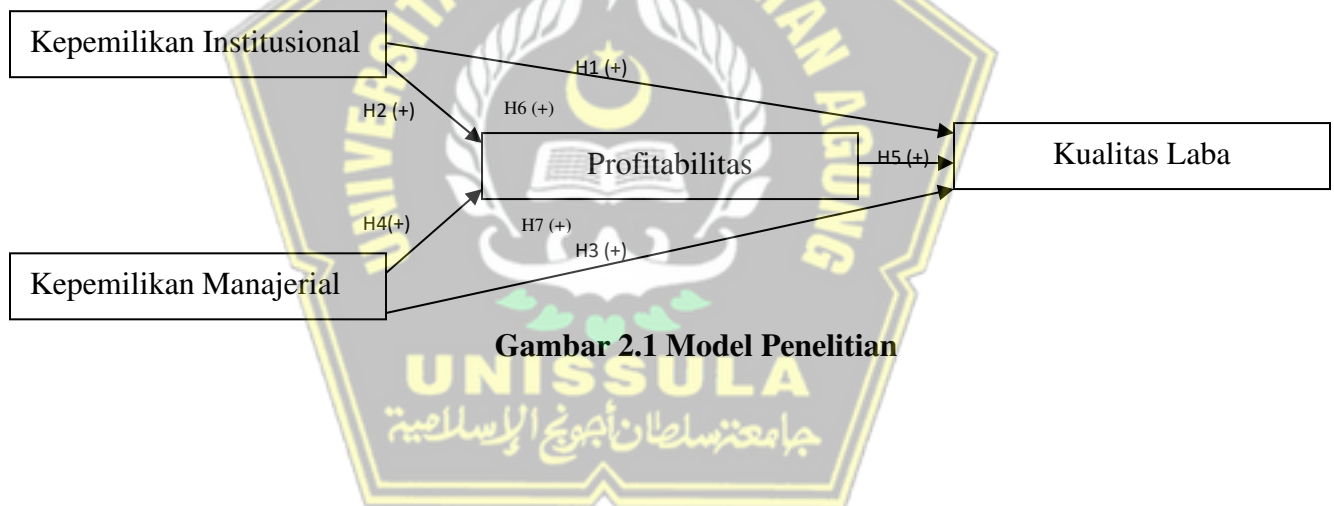 Kepemilikan Institusional
H1 (+)
H2 (+)
H6 (+)
Profitabilitas
H5 (+)
Kualitas Laba
H4(+)
H7 (+)
H3 (+)
Kepemilikan Manajerial
Gambar 2.1 Model Penelitian
UNISSULA
جامعة سلطان أجونج الإسلامية
AGUNG